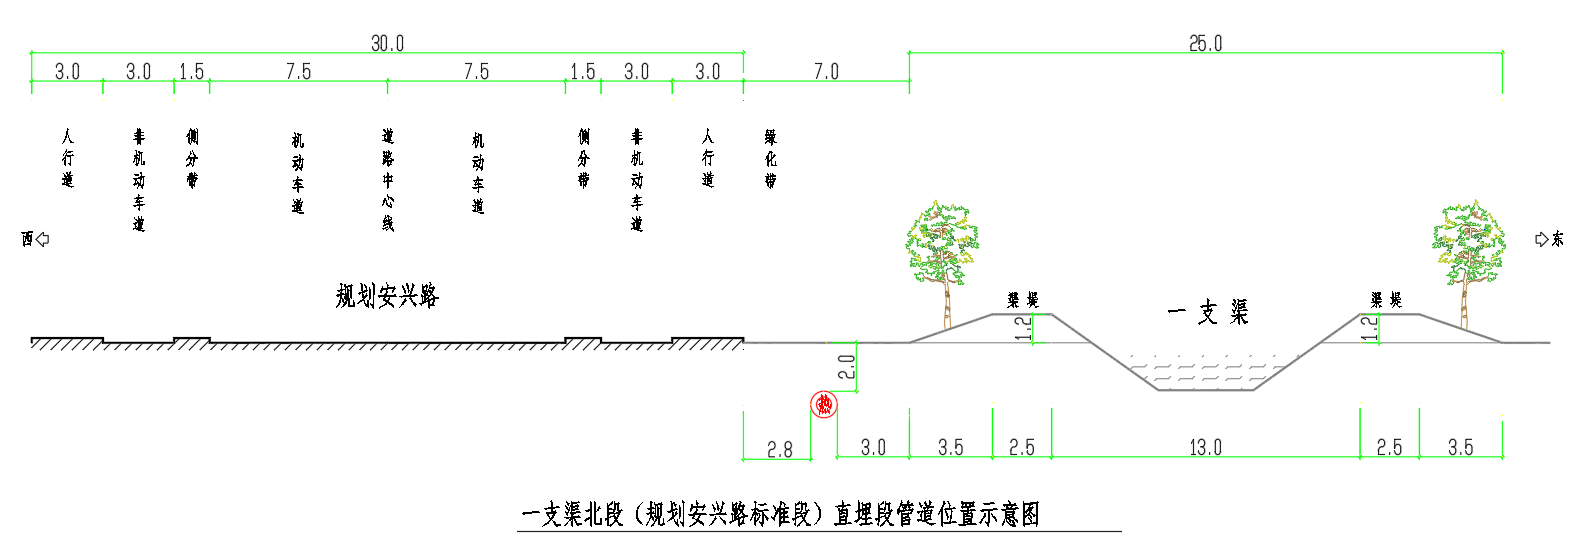 30.0
25.0
3.0
3.0
1.5
7.5
7.5
1.5
3.0
3.0
7.0
人行道
非机动车道
侧分带
机动车道
道路中心线
机动车道
侧分带
非机动车道
人行道
绿化带
西
东
规划安兴路
渠堤
一支渠
渠堤
1.2
1.2
2.0
热
2.8
3.0
3.5
2.5
13.0
2.5
3.5
一支渠北段（规划安兴路标准段）直埋段管道位置示意图